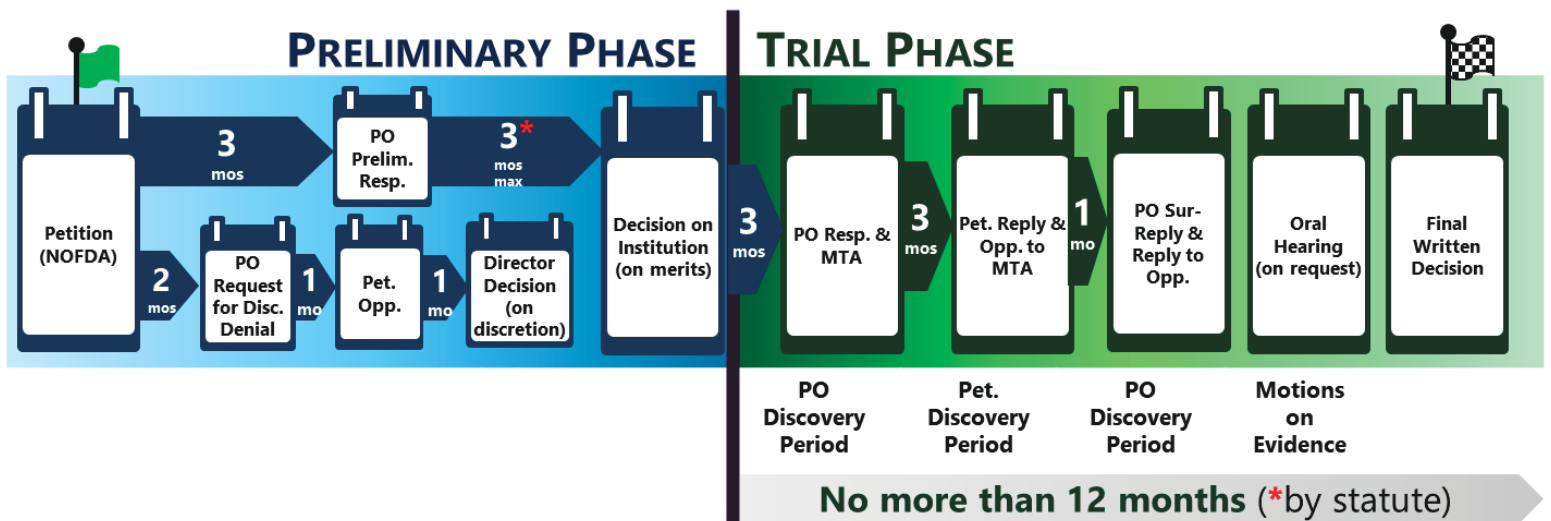 PRELIMINARY PHASE
TRIAL PHASE
Petition
(NOFDA)
3
mos
PO
Prelim.
Resp.
3*
mos
max
2
mos
PO
Request
for Disc.
Denial
1
mo
Pet.
Opp.
1
mo
Director
Decision
(on
discretion)
Decision on
Institution
(on merits)
3
mos
PO Resp. &
MTA
3
mos
Pet. Reply &
Opp. to
MTA
1
mo
PO Sur-
Reply &
Reply to
Opp.
Oral
Hearing
(on request)
Final
Written
Decision
PO
Discovery
Period
Pet.
Discovery
Period
PO
Discovery
Period
Motions
on
Evidence
No more than 12 months (*by statute)